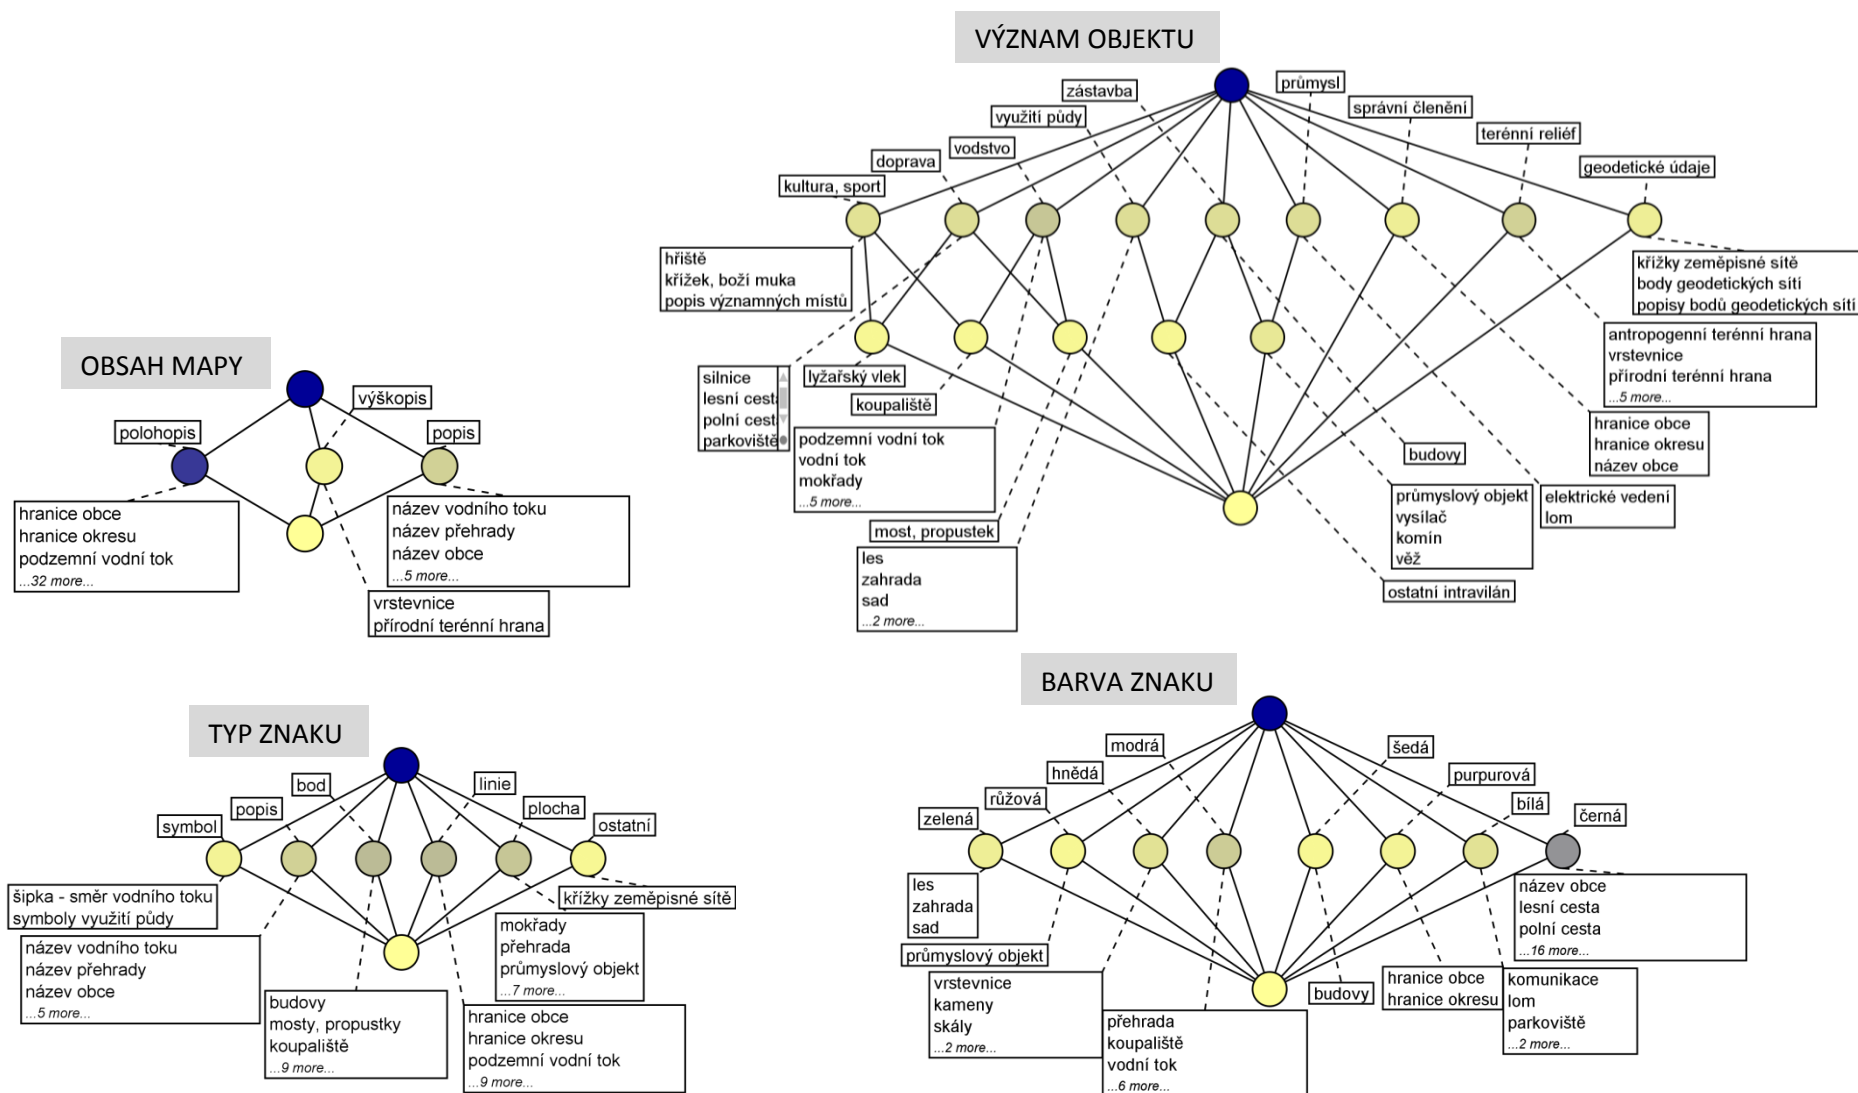 VÝZNAM OBJEKTU
průmysl
zástavba
správní členění
využití půdy
terénní reliéf
vodstvo
doprava
geodetické údaje
kultura, sport
hřiště
křížek, boží muka
popis významných místů
křížky zeměpisné sítě
body geodetických sítí
popisy bodů geodetických sítí
antropogenní terénní hrana
vrstevnice
přírodní terénní hrana
...5 more...
silnice
lesní cesta
polní cesta
parkoviště
lyžařský vlek
koupaliště
podzemní vodní tok
vodní tok
mokřady
...5 more...
hranice obce
hranice okresu
název obce
budovy
průmyslový objekt
vysílač
komín
věž
elektrické vedení
lom
most, propustek
les
zahrada
sad
...2 more...
ostatní intravilán
OBSAH MAPY
výškopis
polohopis
popis
hranice obce
hranice okresu
podzemní vodní tok
...32 more...
název vodního toku
název přehrady
název obce
...5 more...
vrstevnice
přírodní terénní hrana
TYP ZNAKU
bod
linie
popis
plocha
symbol
ostatní
šipka - směr vodního toku
symboly využití půdy
křížky zeměpisné sítě
název vodního toku
název přehrady
název obce
...5 more...
mokřady
přehrada
průmyslový objekt
...7 more...
budovy
mosty, propustky
koupaliště
...9 more...
hranice obce
hranice okresu
podzemní vodní tok
...9 more...
BARVA ZNAKU
modrá
šedá
hnědá
purpurová
růžová
bílá
zelená
černá
les
zahrada
sad
průmyslový objekt
název obce
lesní cesta
polní cesta
...16 more...
vrstevnice
kameny
skály
...2 more...
budovy
hranice obce
hranice okresu
komunikace
lom
parkoviště
...2 more...
přehrada
koupaliště
vodní tok
...6 more...